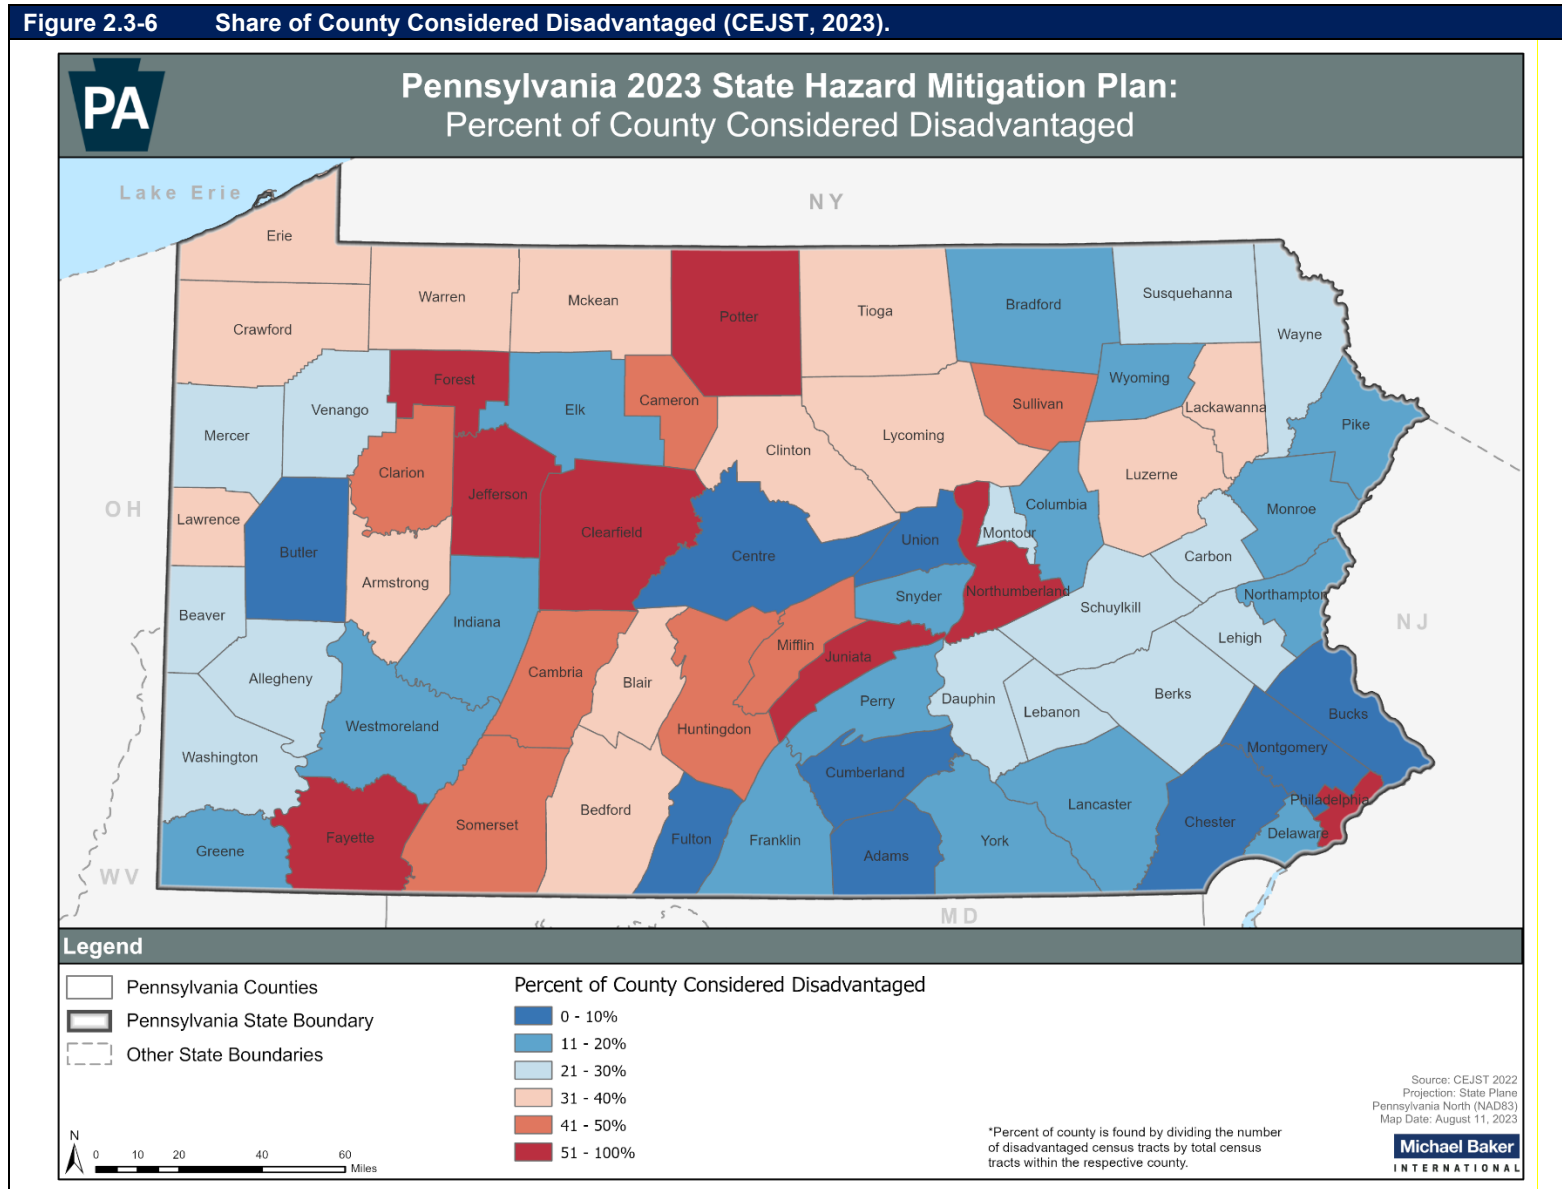 Figure 2.3-6 Share of County Considered Disadvantaged (CEJST, 2023).
PA
Pennsylvania 2023 State Hazard Mitigation Plan:
Percent of County Considered Disadvantaged
Lake Erie
NY
Erie
Warren
Mckean
Potter
Tioga
Bradford
Susquehanna
Wayne
Crawford
Forest
Elk
Cameron
Sullivan
Wyoming
Lackawanna
Pike
Venango
Mercer
Clarion
Clinton
Lycoming
Luzerne
Jefferson
Clearfield
Columbia
Monroe
OH
Lawrence
Butler
Centre
Union
Montour
Carbon
Armstrong
Snyder
Northumberland
Northampton
Beaver
Indiana
Schuylkill
NJ
Lehigh
Mifflin
Juniata
Allegheny
Cambria
Blair
Perry
Dauphin
Lebanon
Berks
Westmoreland
Huntingdon
Bucks
Washington
Cumberland
Montgomery
Bedford
Lancaster
Philadelphia
Somerset
Fayette
Greene
Fulton
Franklin
Adams
York
Chester
Delaware
WV
MD
Legend
Pennsylvania Counties
Pennsylvania State Boundary
Other State Boundaries
N
0 10 20 40 60
Miles
Percent of County Considered Disadvantaged
0 - 10%
11 - 20%
21 - 30%
31 - 40%
41 - 50%
51 - 100%
*Percent of county is found by dividing the number
of disadvantaged census tracts by total census
tracts within the respective county.
Source: CEJST 2022
Projection: State Plane
Pennsylvania North (NAD83)
Map Date: August 11, 2023
Michael Baker
INTERNATIONAL